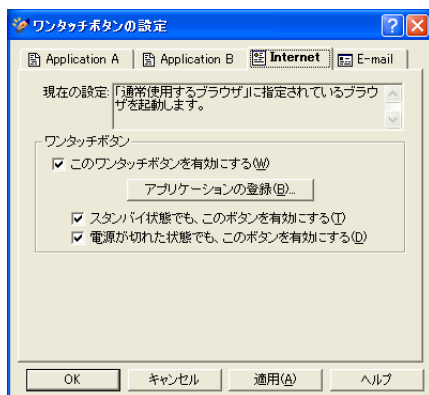 ワンタッチボタンの設定
Application A
Application B
Internet
E-mail
現在の設定:
「通常使用するブラウザ」に指定されているブラウ
ザを起動します。
ワンタッチボタン
このワンタッチボタンを有効にする(W)
アプリケーションの登録(B)...
スタンバイ状態でも、このボタンを有効にする(T)
電源が切れた状態でも、このボタンを有効にする(D)
OK
キャンセル
適用(A)
ヘルプ